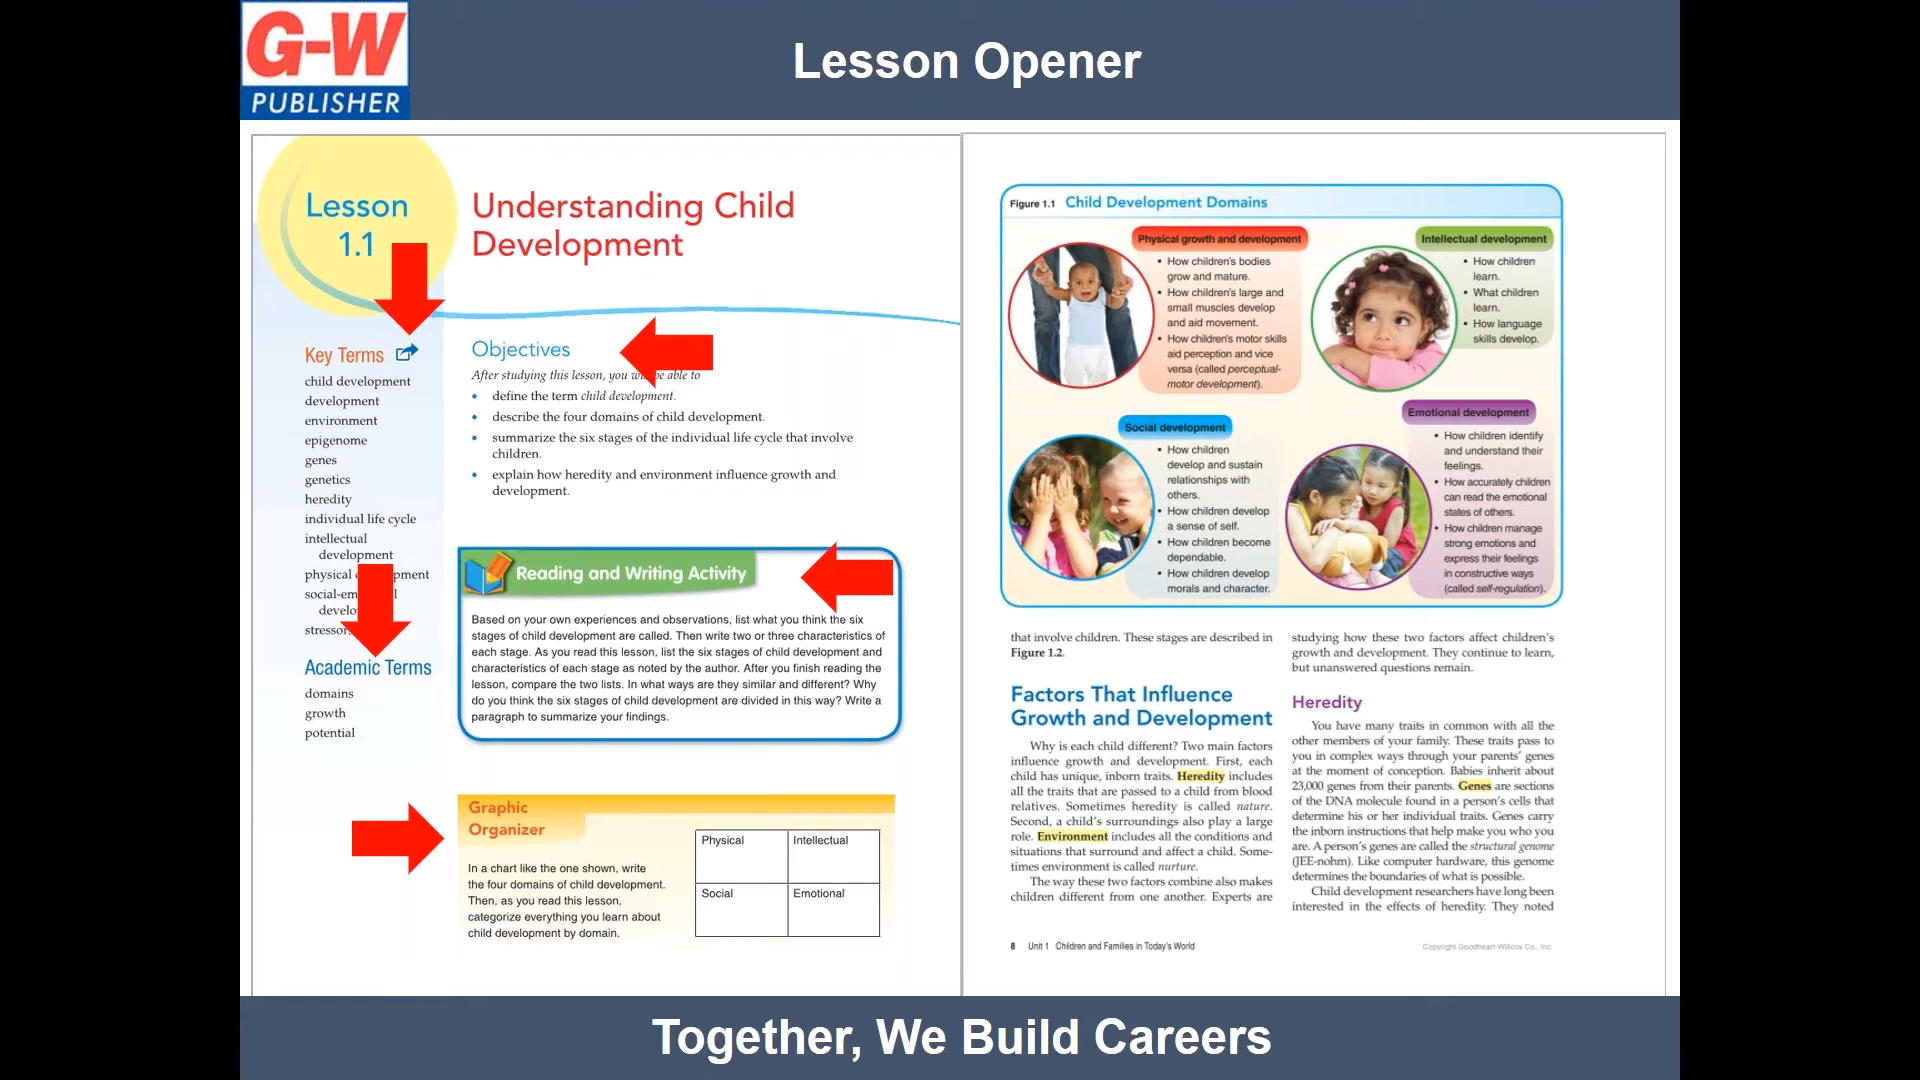 G-W
PUBLISHER
Lesson Opener
Lesson
1.1
Understanding Child
Development
Key Terms
child development
development
environment
epigenome
genes
genetics
heredity
individual life cycle
intellectual
development
physical
social-em
develo
stressor
Academic Terms
domains
growth
potential
Objectives
After studying this lesson, you will be able to
• define the term child development.
• describe the four domains of child development.
• summarize the six stages of the individual life cycle that involve
children.
• explain how heredity and environment influence growth and
development.
Reading and Writing Activity
Based on your own experiences and observations, list what you think the six
stages of child development are called. Then write two or three characteristics of
each stage. As you read this lesson, list the six stages of child development and
characteristics of each stage as noted by the author. After you finish reading the
lesson, compare the two lists. In what ways are they similar and different? Why
do you think the six stages of child development are divided in this way? Write a
paragraph to summarize your findings.
Graphic
Organizer
In a chart like the one shown, write
the four domains of child development.
Then, as you read this lesson,
categorize everything you learn about
child development by domain.
Physical Intellectual
Social Emotional
Figure 1.1 Child Development Domains
Physical growth and development
• How children's bodies
grow and mature.
• How children's large and
small muscles develop
and aid movement.
• How children's motor skills
aid perception and vice
versa (called perceptual-
motor development).
Intellectual development
• How children
learn.
• What children
learn.
• How language
skills develop.
Social development
• How children
develop and sustain
relationships with
others.
• How children develop
a sense of self.
• How children become
dependable.
• How children develop
morals and character.
Emotional development
• How children identify
and understand their
feelings.
• How accurately children
can read the emotional
states of others.
• How children manage
strong emotions and
express their feelings
in constructive ways
(called self-regulation).
that involve children. These stages are described in
Figure 1.2.
Factors That Influence
Growth and Development
Why is each child different? Two main factors
influence growth and development. First, each
child has unique, inborn traits. Heredity includes
all the traits that are passed to a child from blood
relatives. Sometimes heredity is called nature.
Second, a child's surroundings also play a large
role. Environment includes all the conditions and
situations that surround and affect a child. Some-
times environment is called nurture.
The way these two factors combine also makes
children different from one another. Experts are
studying how these two factors affect children's
growth and development. They continue to learn,
but unanswered questions remain.
Heredity
You have many traits in common with all the
other members of your family. These traits pass to
you in complex ways through your parents' genes
at the moment of conception. Babies inherit about
23,000 genes from their parents. Genes are sections
of the DNA molecule found in a person's cells that
determine his or her individual traits. Genes carry
the inborn instructions that help make you who you
are. A person's genes are called the structural genome
(JEE-nohm). Like computer hardware, this genome
determines the boundaries of what is possible.
Child development researchers have long been
interested in the effects of heredity. They noted
8 Unit 1 Children and Families in Today's World
Copyright Goodheart-Willcox Co., Inc.
Together, We Build Careers